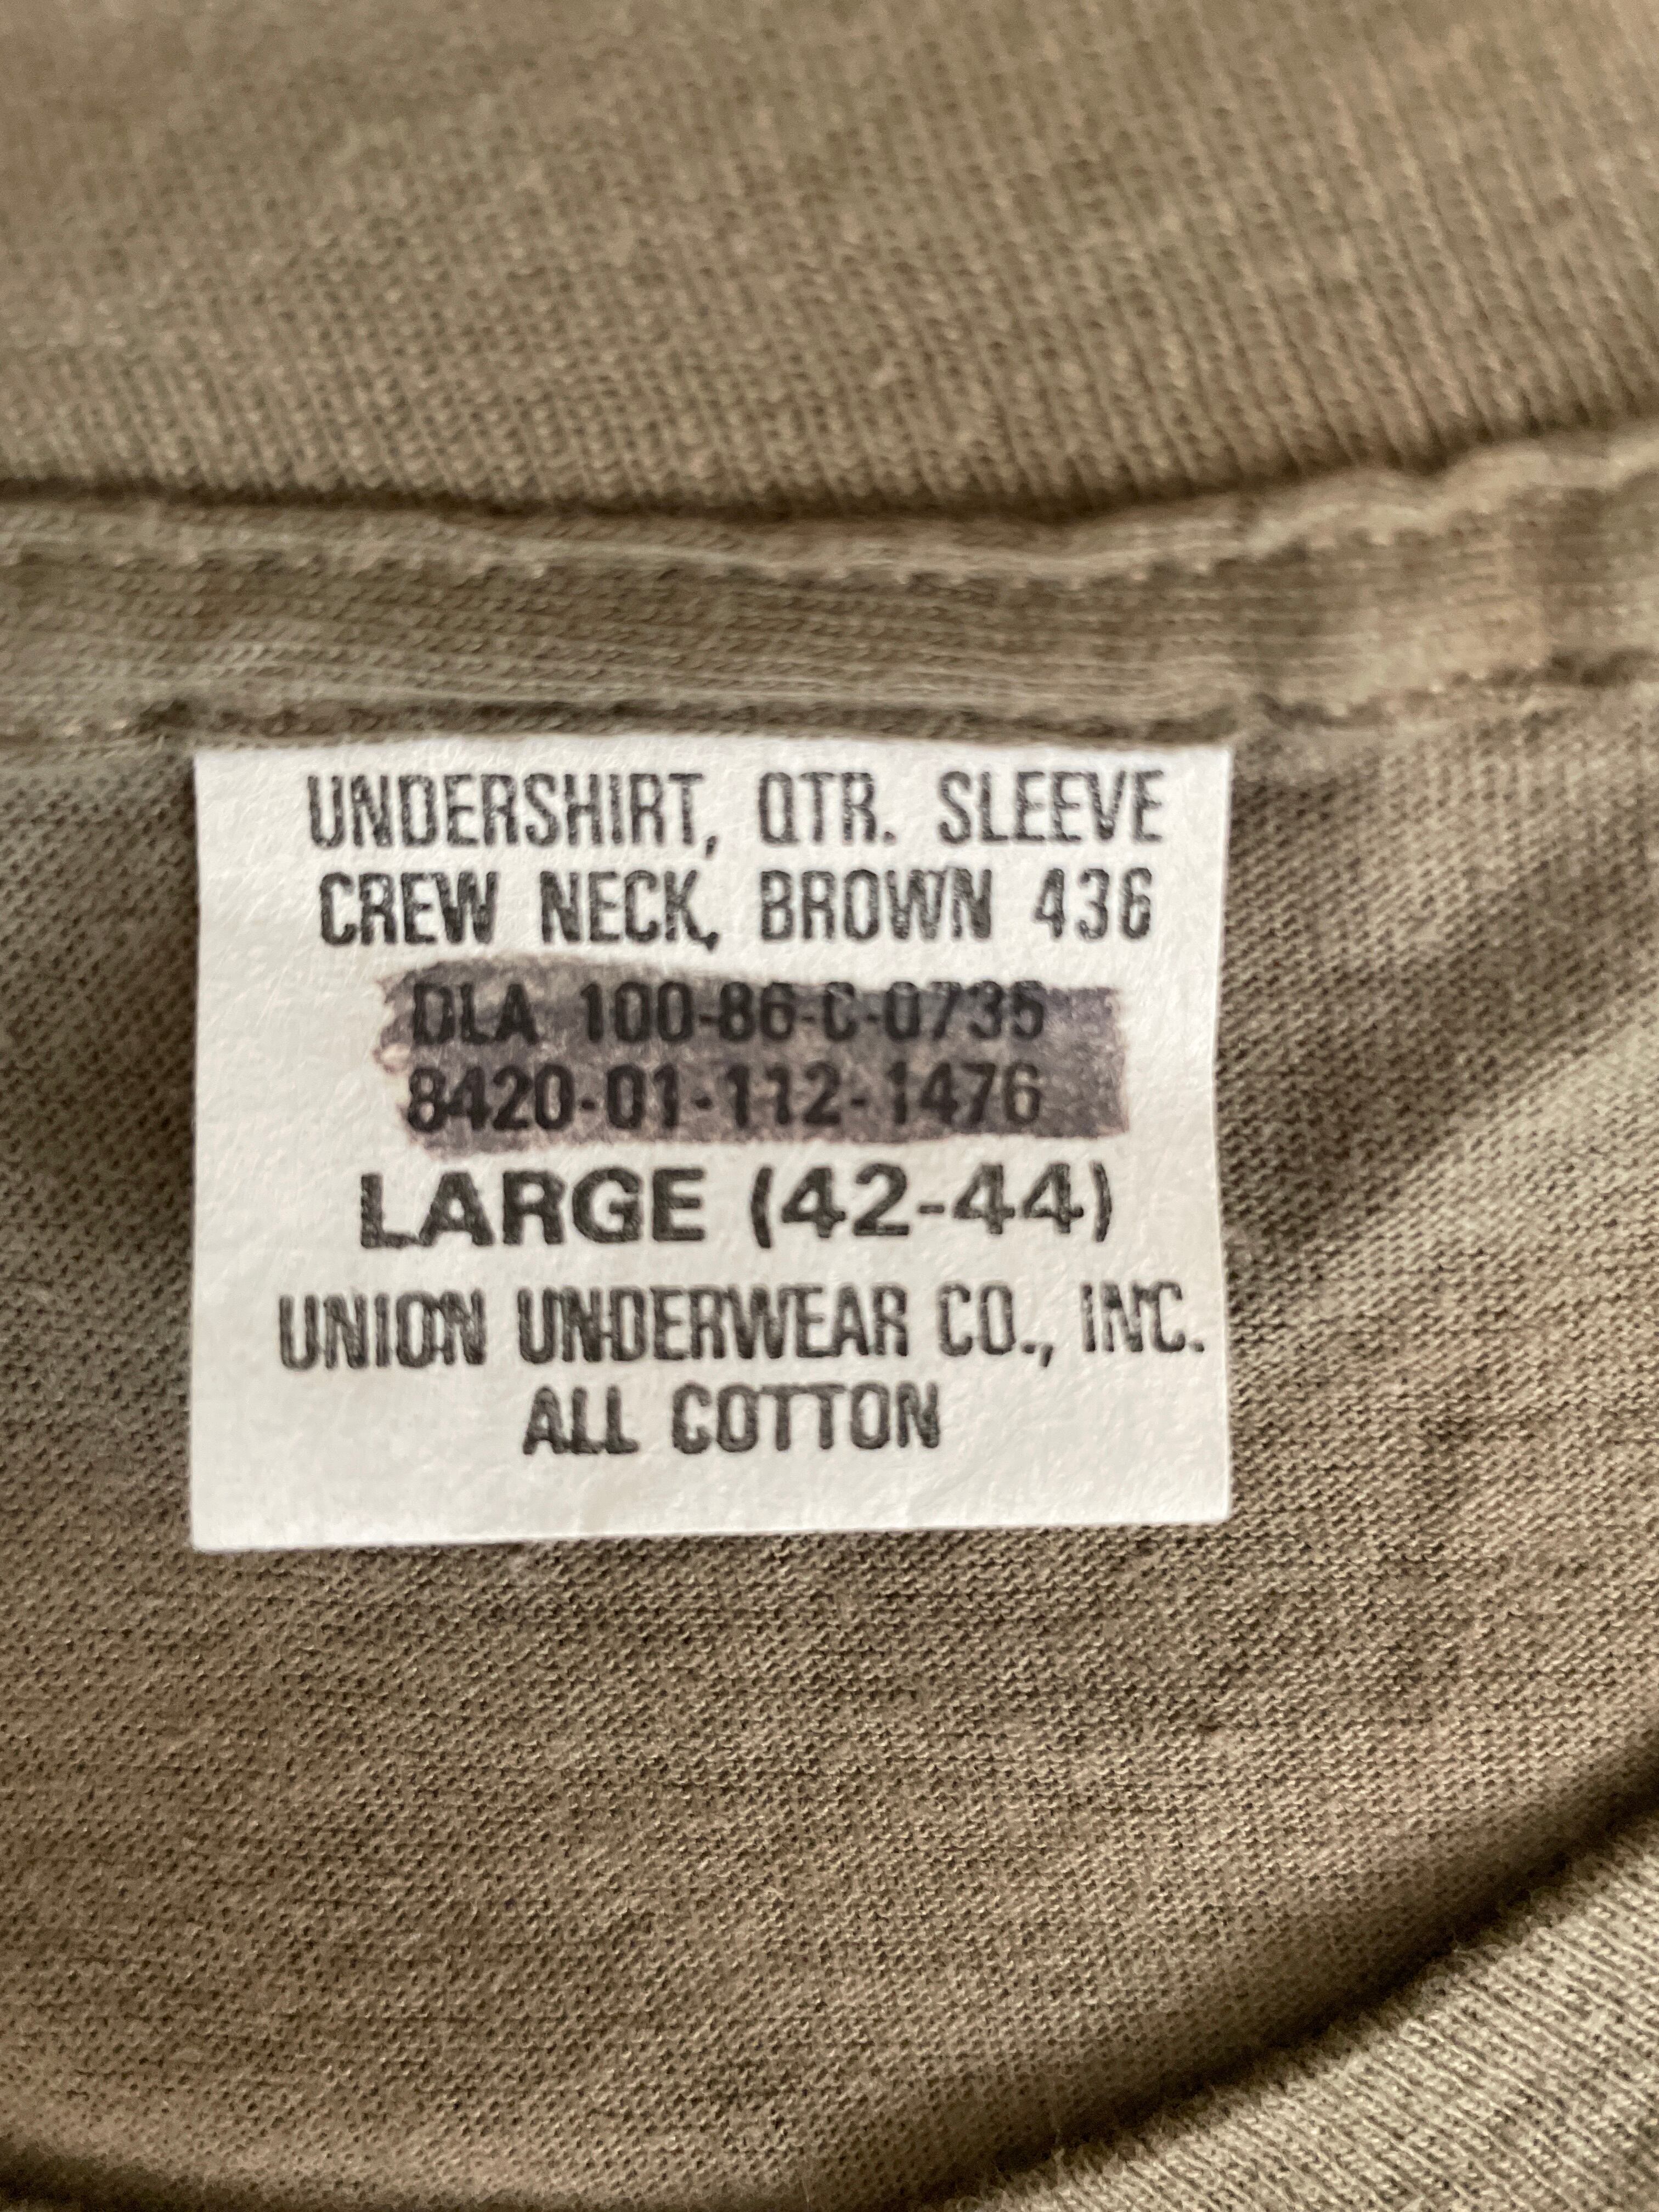 UNDERSHIRT, QTR. SLEEVE
CREW NECK, BROWN 436
DLA 100-86-C-0735
8420-01-112-1476
LARGE (42-44)
UNION UNDERWEAR CO., INC.
ALL COTTON